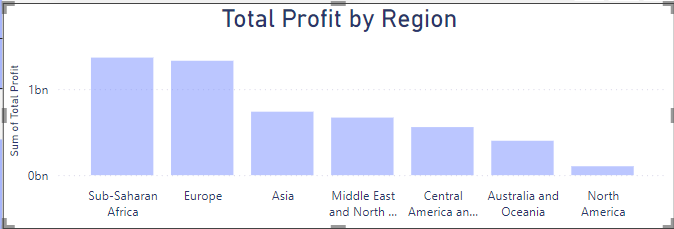 Total Profit by Region
Sum of Total Profit
1bn
0bn
Sub-Saharan
Africa
Europe
Asia
Middle East
and North ...
Central
America an...
Australia and
Oceania
North
America